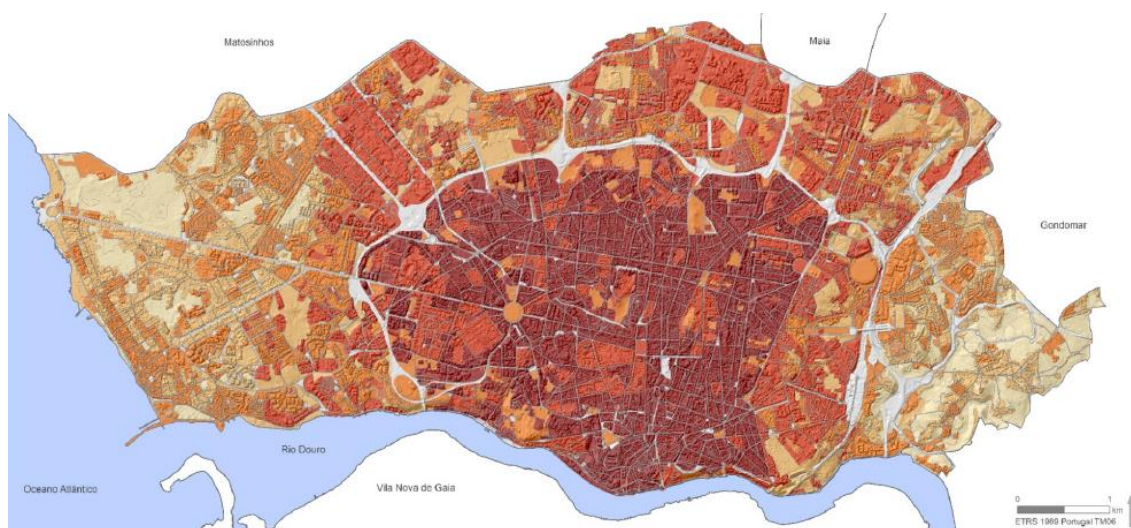 Matosinhos
Maia
Gondomar
Rio Douro
Oceano Atlântico
Vila Nova de Gaia
0 1
km
ETRS 1989 Portugal TM06